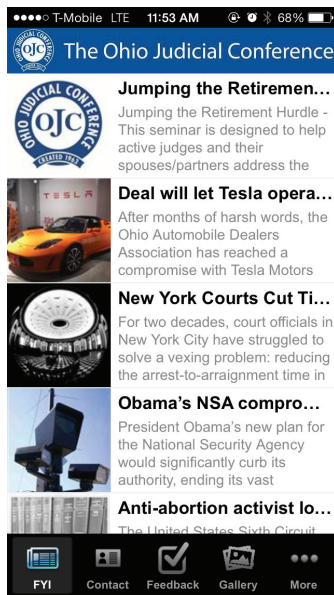 T-Mobile LTE 11:53 AM 68%
OJC
The Ohio Judicial Conference
OHIO JUDICIAL CONFERENCE
OJC
CREATED 1963
Jumping the Retiremen...
Jumping the Retirement Hurdle -
This seminar is designed to help
active judges and their
spouses/partners address the
TESLA
Deal will let Tesla opera...
After months of harsh words, the
Ohio Automobile Dealers
Association has reached a
compromise with Tesla Motors
New York Courts Cut Ti...
For two decades, court officials in
New York City have struggled to
solve a vexing problem: reducing
the arrest-to-arraignment time in
Obama's NSA compro...
President Obama's new plan for
the National Security Agency
would significantly curb its
authority, ending its vast
Anti-abortion activist lo...
The United States Sixth Circuit
FYI
Contact
Feedback
Gallery
More